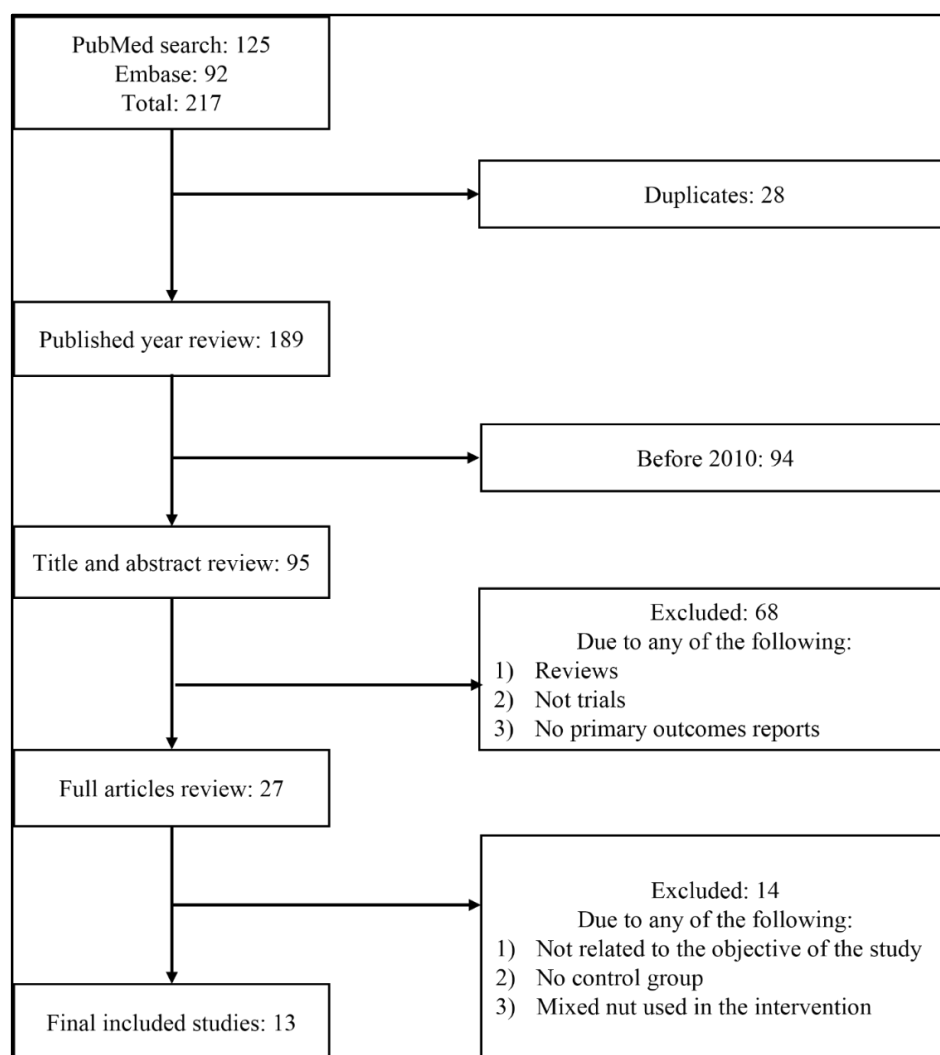 PubMed search: 125
Embase: 92
Total: 217
Duplicates: 28
Published year review: 189
Before 2010: 94
Title and abstract review: 95
Excluded: 68
Due to any of the following:
1) Reviews
2) Not trials
3) No primary outcomes reports
Full articles review: 27
Excluded: 14
Due to any of the following:
1) Not related to the objective of the study
2) No control group
3) Mixed nut used in the intervention
Final included studies: 13